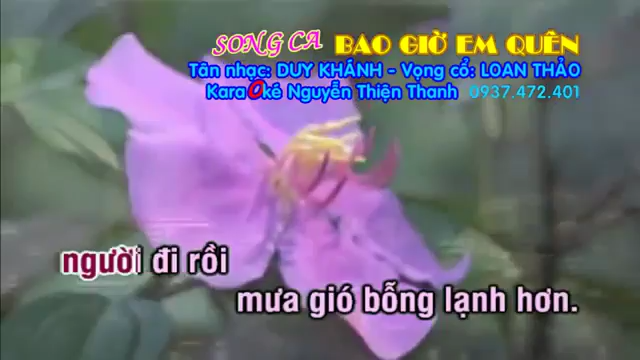 SONG CA BAO GIỜ EM QUÊN
Tân nhạc: DUY KHÁNH - Vọng cổ: LOAN THẢO
KaraOké Nguyễn Thiện Thanh 0937.472.401
người đi rồi
mưa gió bỗng lạnh hơn.